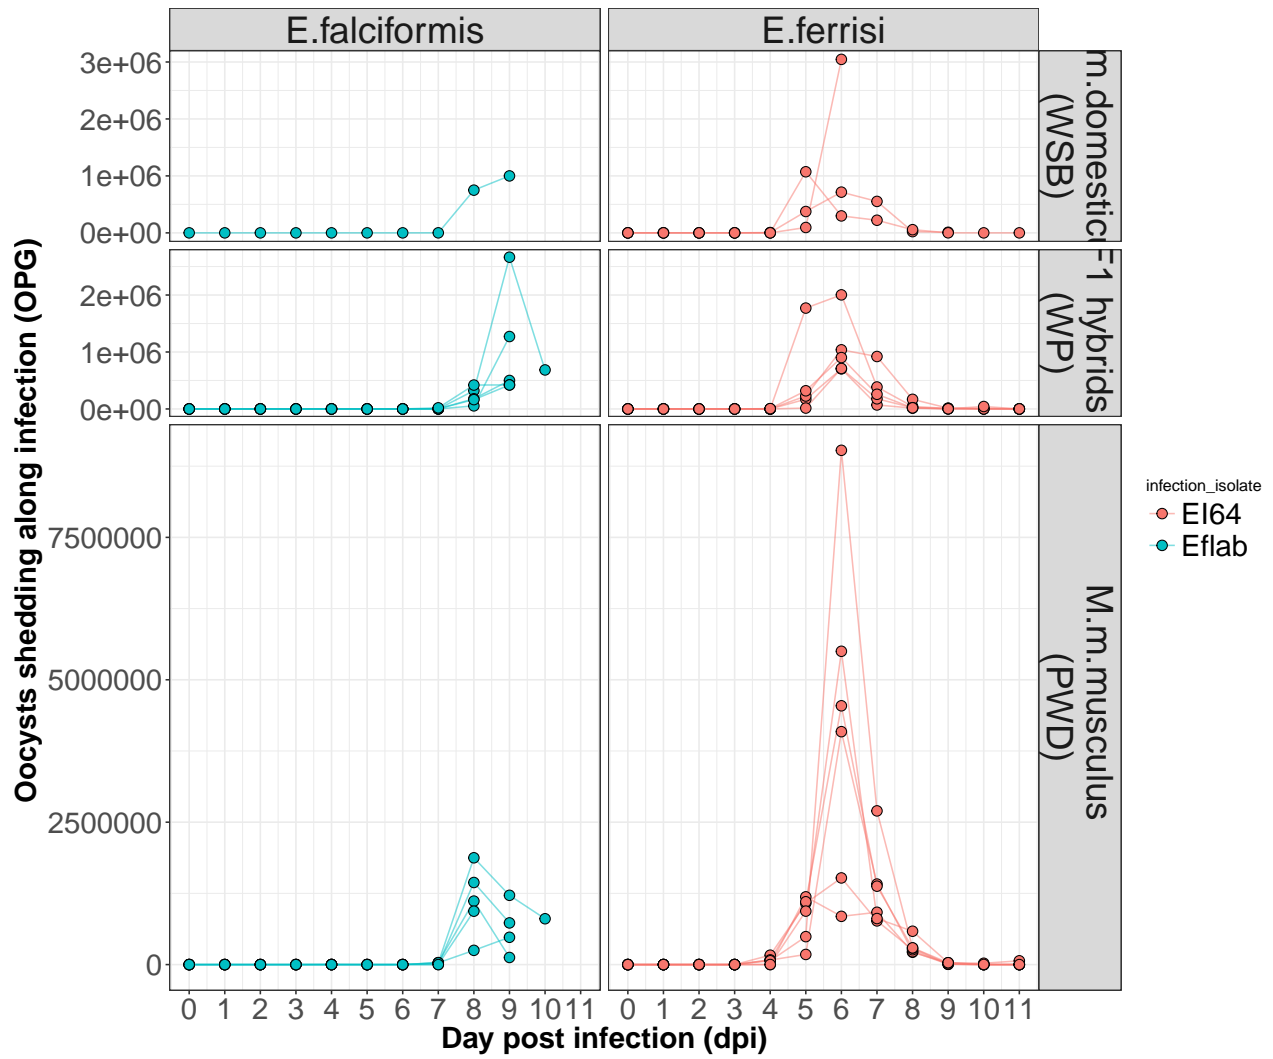 E.falciformis
E.ferrisi
3e+06
2e+06
1e+06
0e+00
m.domestic
(WSB)
2e+06
1e+06
0e+00
F1 hybrids
(WP)
7500000
5000000
2500000
0
M.m.musculus
(PWD)
Oocysts shedding along infection (OPG)
0 1 2 3 4 5 6 7 8 9 10 11
0 1 2 3 4 5 6 7 8 9 10 11
Day post infection (dpi)
infection_isolate
EI64
Eflab